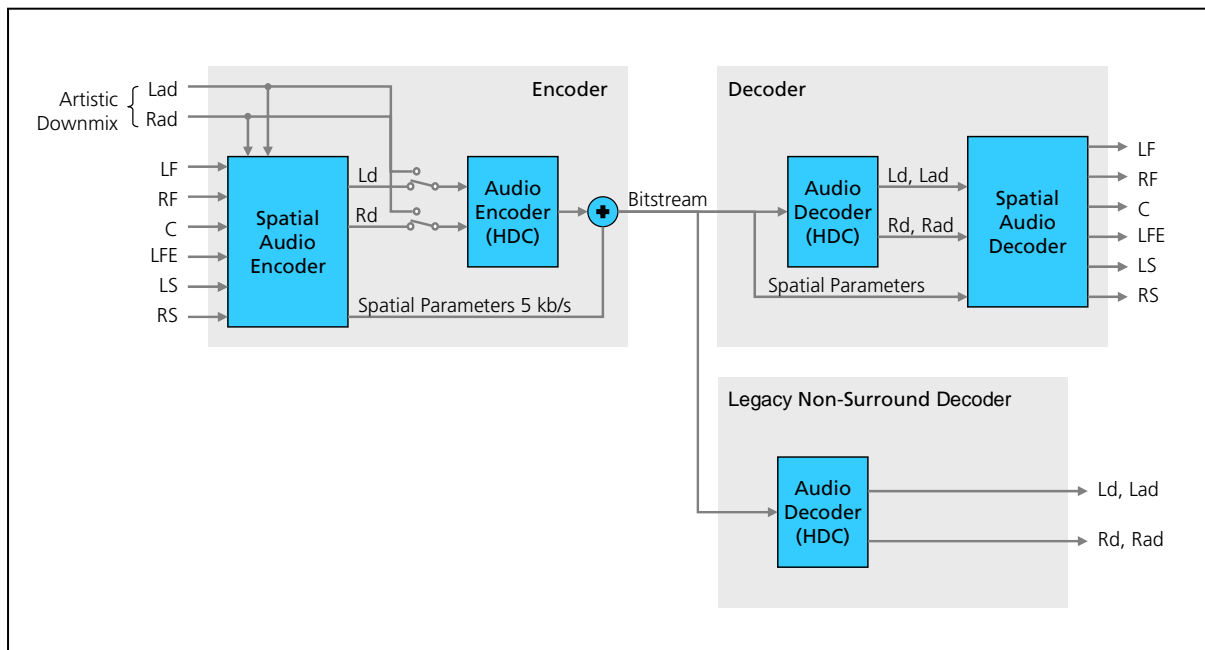 Encoder
Decoder
Artistic
Downmix
Lad
Rad
LF
RF
C
LFE
LS
RS
Spatial
Audio
Encoder
Ld
Rd
Audio
Encoder
(HDC)
Spatial Parameters 5 kb/s
+
Bitstream
Audio
Decoder
(HDC)
Ld, Lad
Rd, Rad
Spatial Parameters
Spatial
Audio
Decoder
LF
RF
C
LFE
LS
RS
Legacy Non-Surround Decoder
Audio
Decoder
(HDC)
Ld, Lad
Rd, Rad